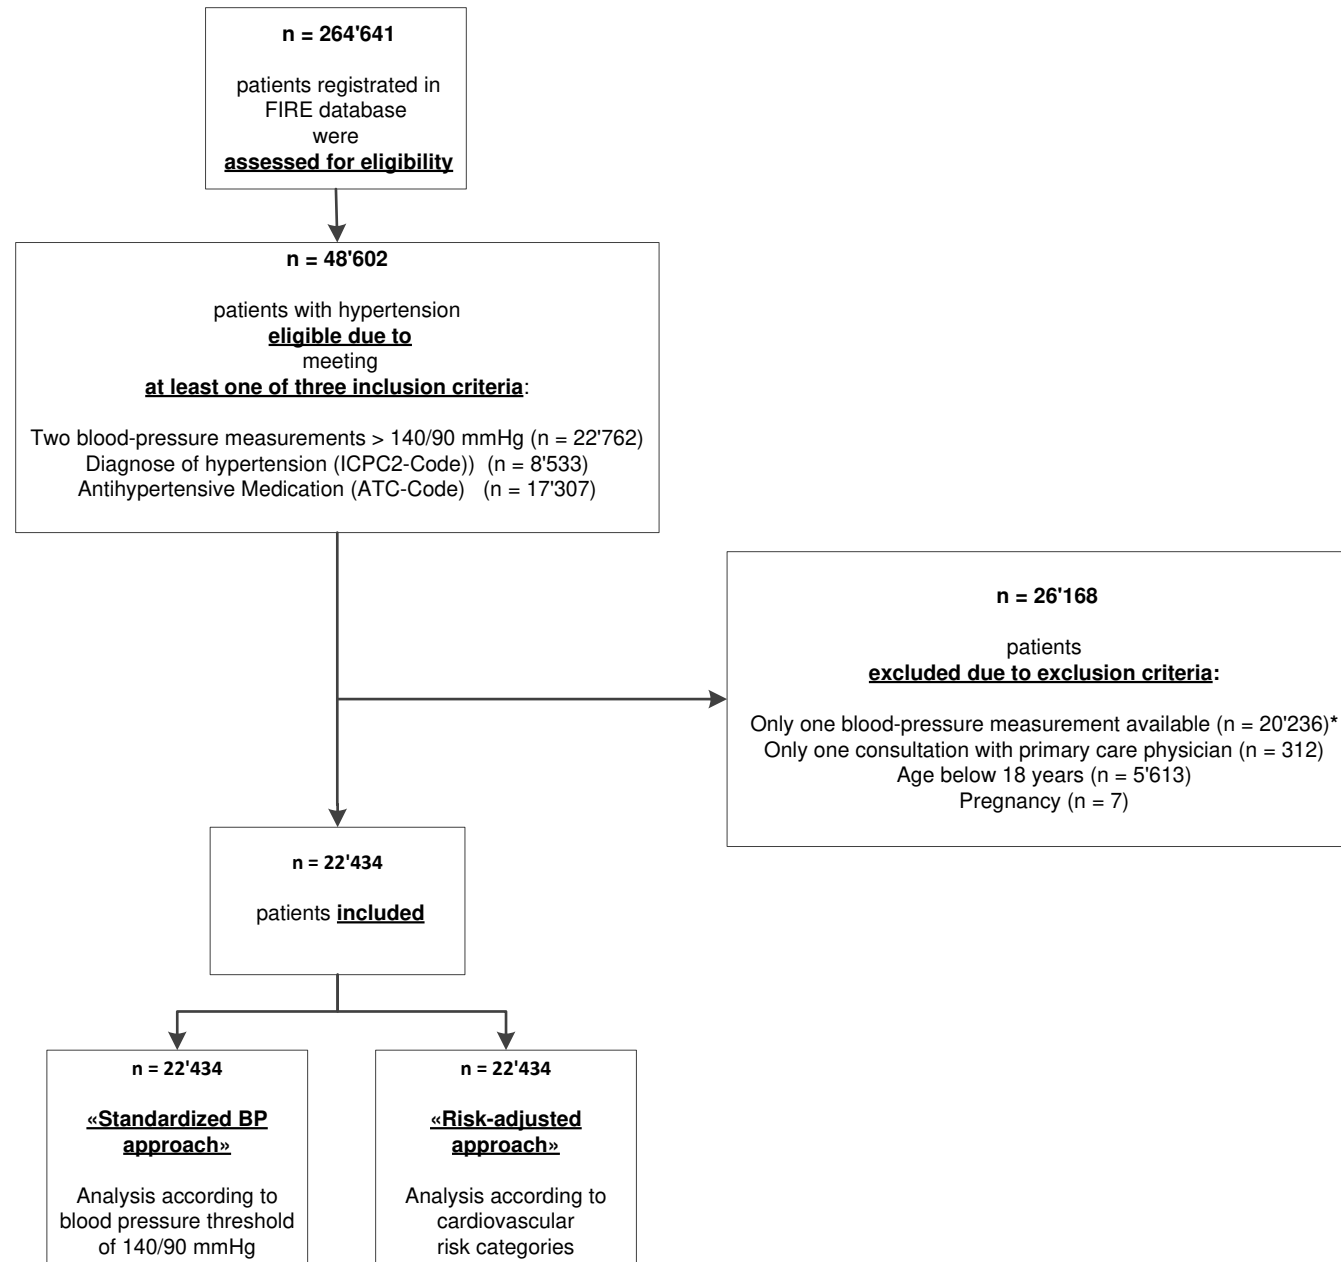 n = 264'641
patients registrated in
FIRE database
were
assessed for eligibility
n = 48'602
patients with hypertension
eligible due to
meeting
at least one of three inclusion criteria:
Two blood-pressure measurements > 140/90 mmHg (n = 22'762)
Diagnose of hypertension (ICPC2-Code)) (n = 8'533)
Antihypertensive Medication (ATC-Code) (n = 17'307)
n = 26'168
patients
excluded due to exclusion criteria:
Only one blood-pressure measurement available (n = 20'236)*
Only one consultation with primary care physician (n = 312)
Age below 18 years (n = 5'613)
Pregnancy (n = 7)
n = 22'434
patients included
n = 22'434
«Standardized BP
approach»
Analysis according to
blood pressure threshold
of 140/90 mmHg
n = 22'434
«Risk-adjusted
approach»
Analysis according to
cardiovascular
risk categories